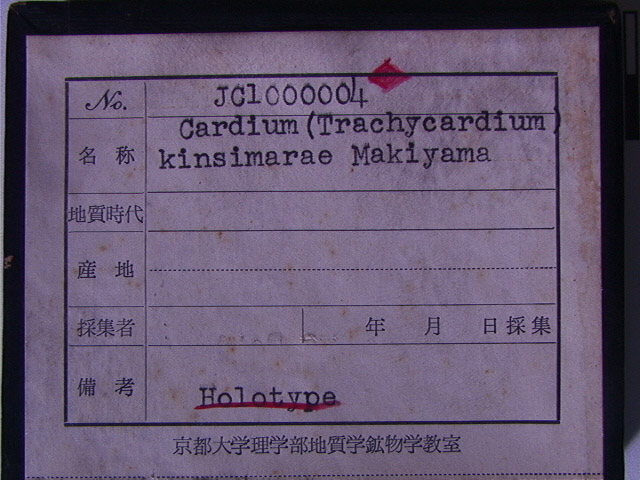 No. JC1000004
Cardium (Trachycardium)
名称 kinsimarae Makiyama
地質時代
産地
採集者 年 月 日採集
備考 Holotype
京都大学理学部地質学鉱物学教室